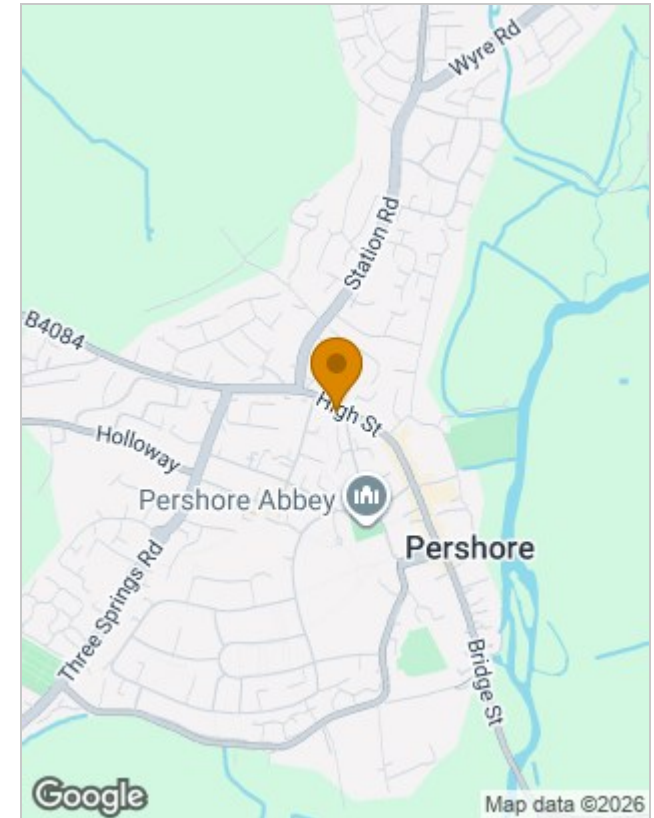 Wyre Rd
Station Rd
B4084
High St
Holloway
Pershore Abbey
Pershore
Three Springs Rd
Bridge St
Google
Map data ©2026